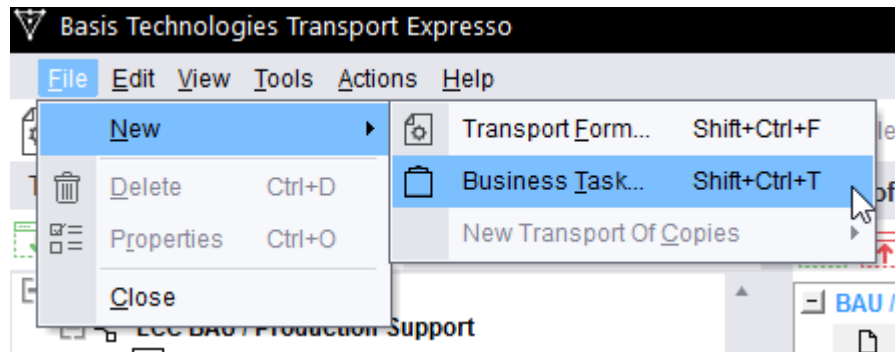 Basis Technologies Transport Expresso
File Edit View Tools Actions Help
New
Transport Form... Shift+Ctrl+F
Delete Ctrl+D
Business Task... Shift+Ctrl+T
Properties Ctrl+O
New Transport Of Copies
Close
BAU /
ECC BAU / Production Support